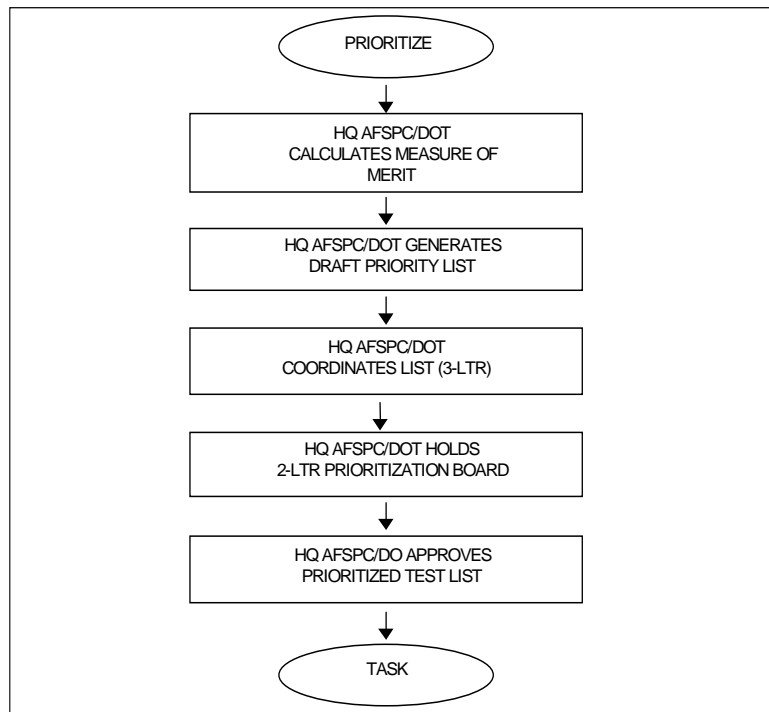 PRIORITIZE
HQ AFSPC/DOT
CALCULATES MEASURE OF
MERIT
HQ AFSPC/DOT GENERATES
DRAFT PRIORITY LIST
HQ AFSPC/DOT
COORDINATES LIST (3-LTR)
HQ AFSPC/DOT HOLDS
2-LTR PRIORITIZATION BOARD
HQ AFSPC/DO APPROVES
PRIORITIZED TEST LIST
TASK